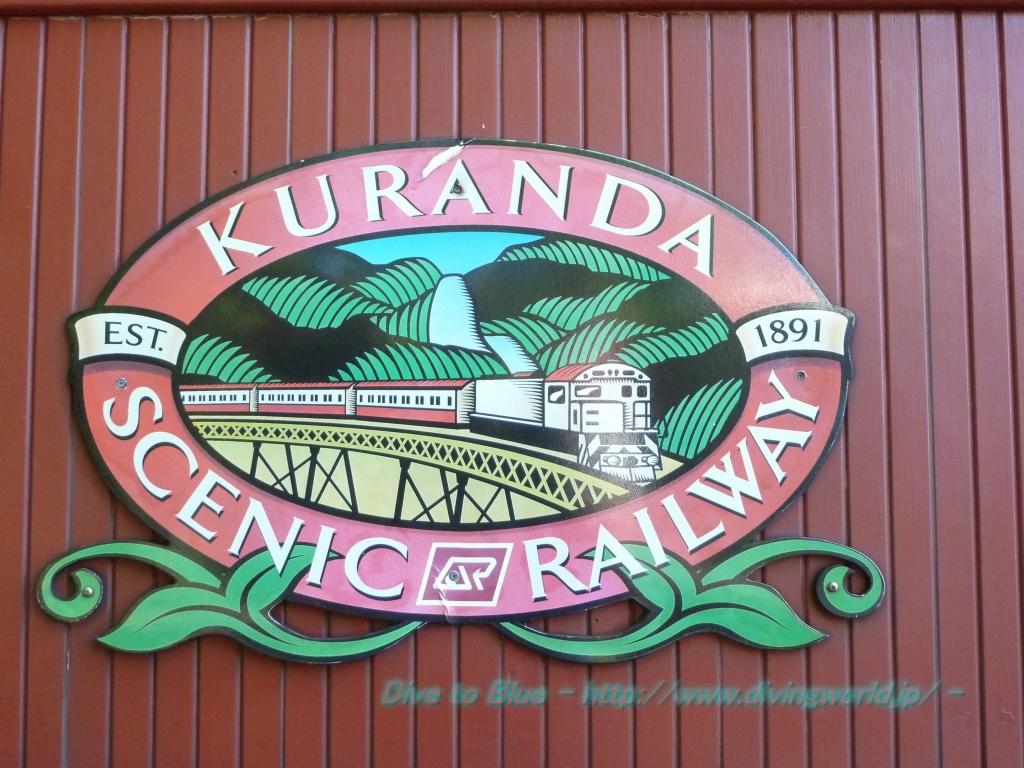 KURANDA
EST. 1891
SCENIC QR RAILWAY
Dive to Blue - http://www.divingworld.jp/ -